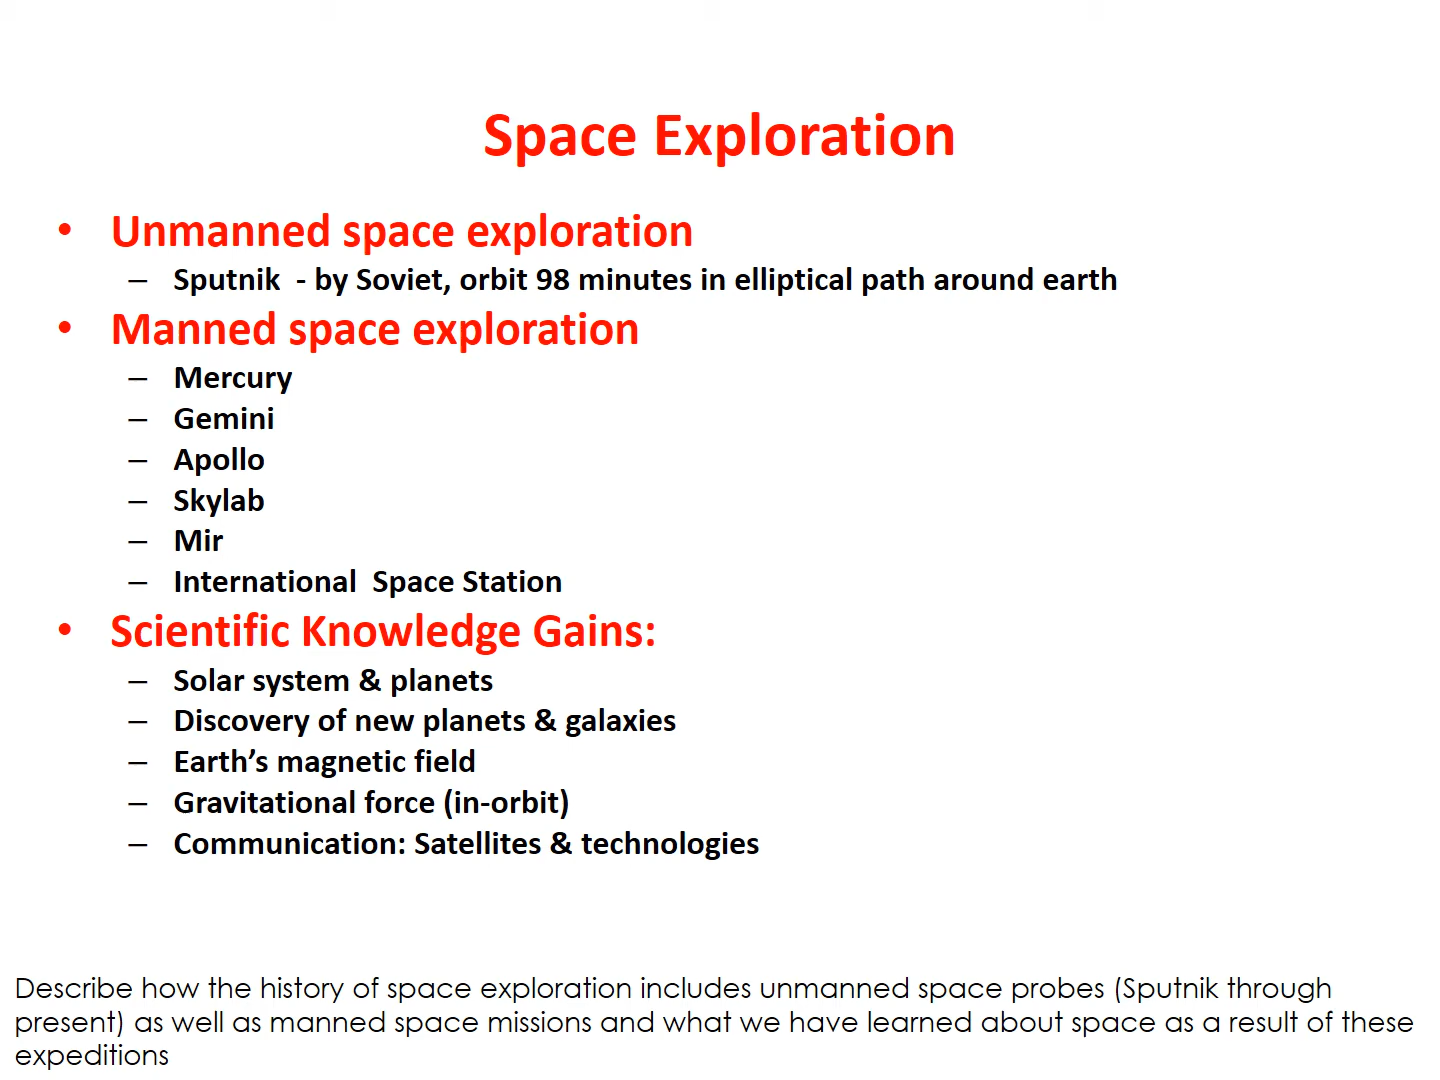 Space Exploration
• Unmanned space exploration
– Sputnik  - by Soviet, orbit 98 minutes in elliptical path around earth
• Manned space exploration
– Mercury
– Gemini
– Apollo
– Skylab
– Mir
– International  Space Station
• Scientific Knowledge Gains:
– Solar system & planets
– Discovery of new planets & galaxies
– Earth’s magnetic field
– Gravitational force (in-orbit)
– Communication: Satellites & technologies
Describe how the history of space exploration includes unmanned space probes (Sputnik through
present) as well as manned space missions and what we have learned about space as a result of these
expeditions